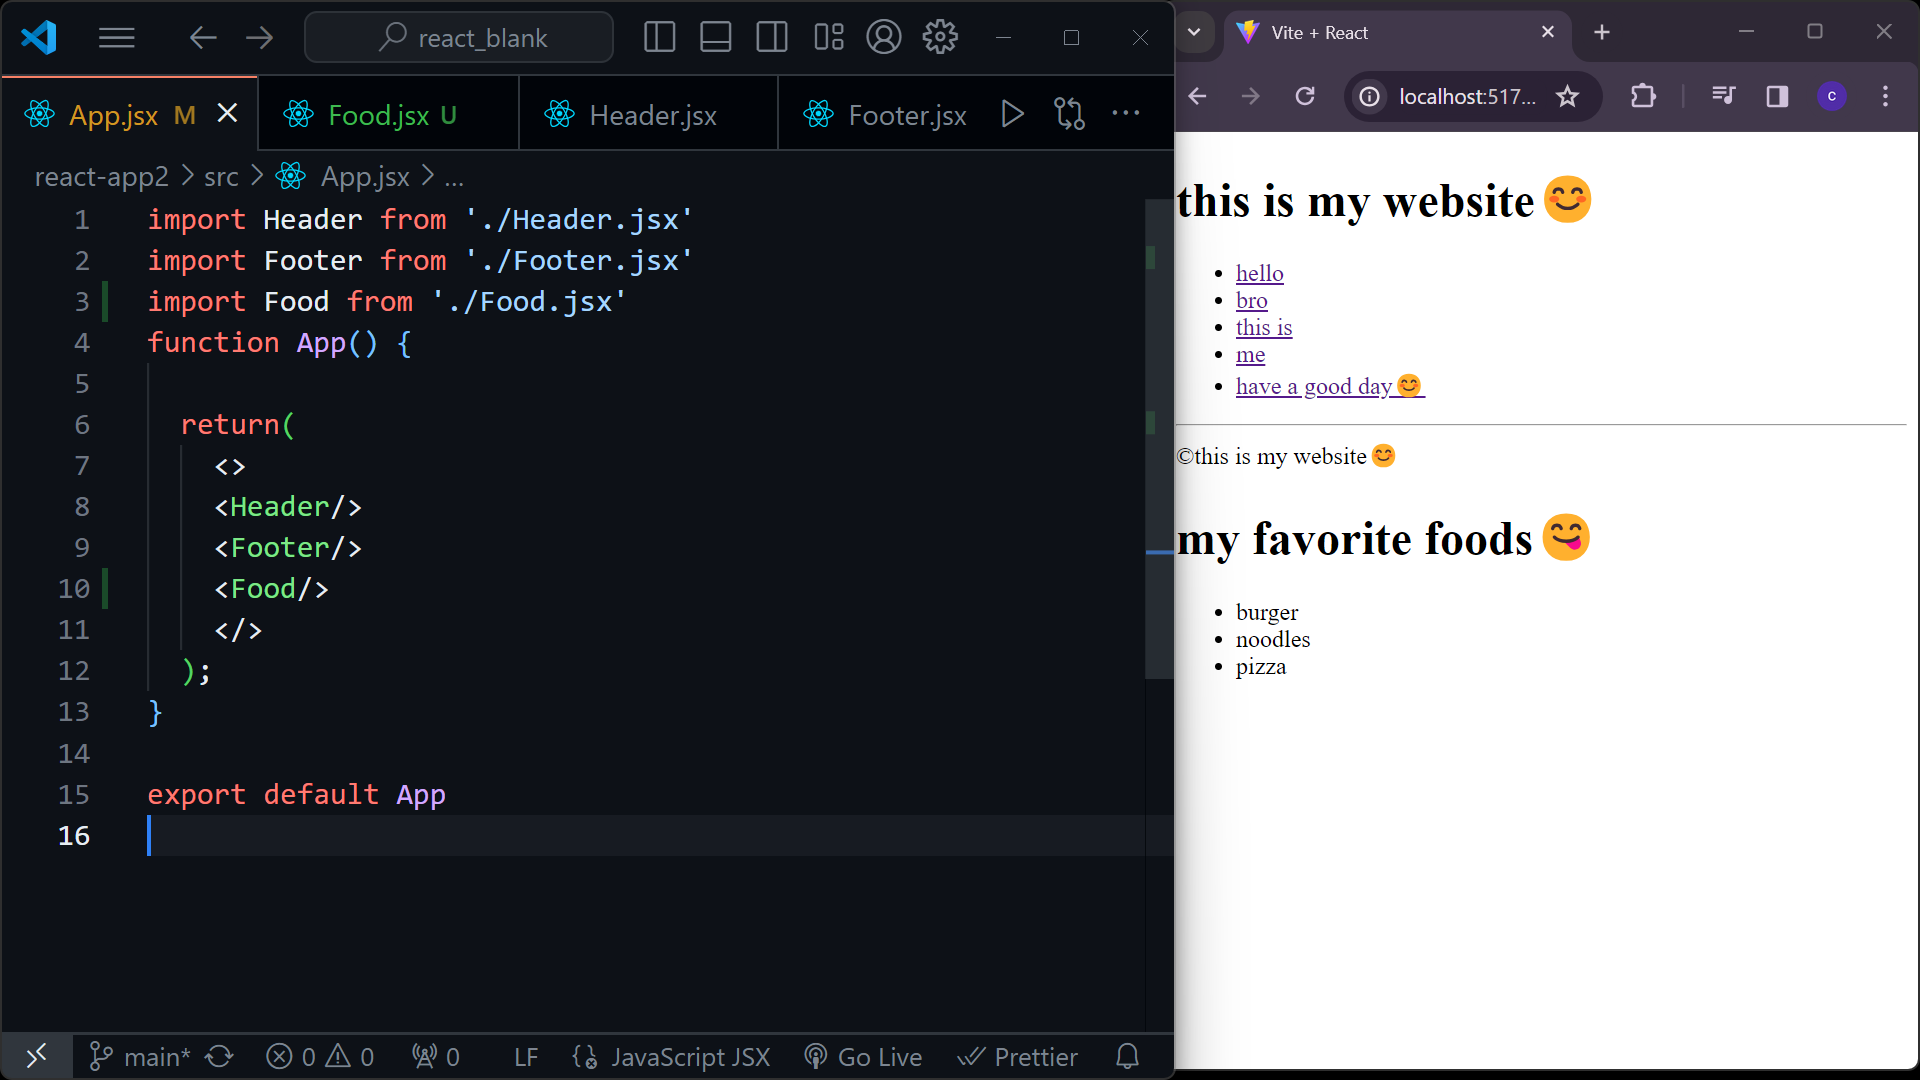 react_blank
App.jsx M
Food.jsx U
Header.jsx
Footer.jsx
react-app2 > src > App.jsx > ...
1 import Header from './Header.jsx'
2 import Footer from './Footer.jsx'
3 import Food from './Food.jsx'
4 function App() {
5
6 return(
7 <>
8 <Header/>
9 <Footer/>
10 <Food/>
11 </>
12 );
13 }
14
15 export default App
16
main* 0 0 0 LF JavaScript JSX Go Live Prettier
Vite + React
localhost:517...
c
this is my website😊
hello
bro
this is
me
have a good day😊
©this is my website😊
my favorite foods😋
burger
noodles
pizza